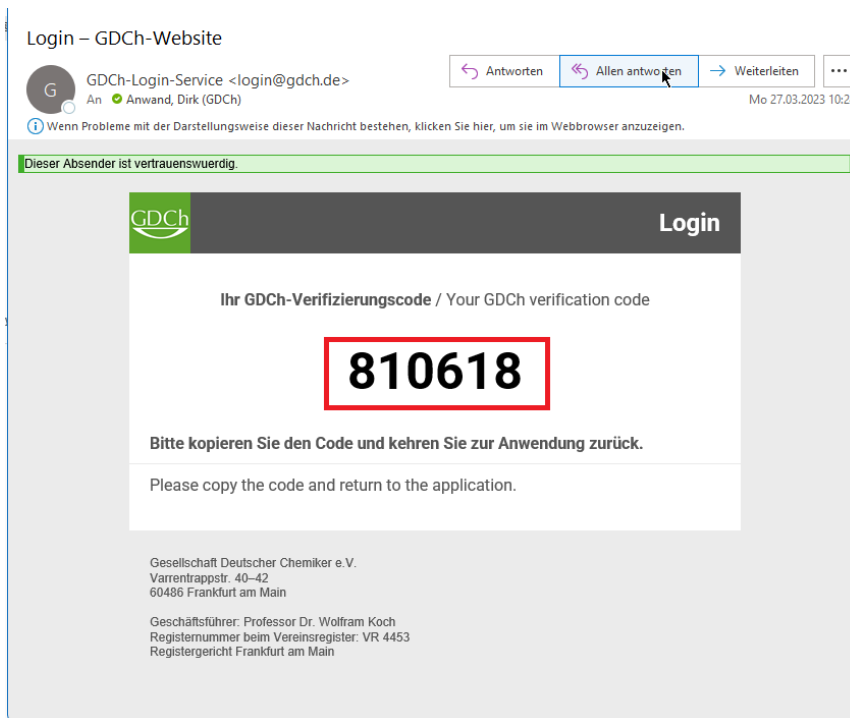 Login – GDCh-Website
G
GDCh-Login-Service <login@gdch.de>
An Anwand, Dirk (GDCh)
Antworten
Allen antworten
Weiterleiten
Mo 27.03.2023 10:2
Wenn Probleme mit der Darstellungsweise dieser Nachricht bestehen, klicken Sie hier, um sie im Webbrowser anzuzeigen.
Dieser Absender ist vertrauenswuerdig.
GDCh
Login
Ihr GDCh-Verifizierungscode / Your GDCh verification code
810618
Bitte kopieren Sie den Code und kehren Sie zur Anwendung zurück.
Please copy the code and return to the application.
Gesellschaft Deutscher Chemiker e.V.
Varrentrappstr. 40–42
60486 Frankfurt am Main
Geschäftsführer: Professor Dr. Wolfram Koch
Registernummer beim Vereinsregister: VR 4453
Registergericht Frankfurt am Main